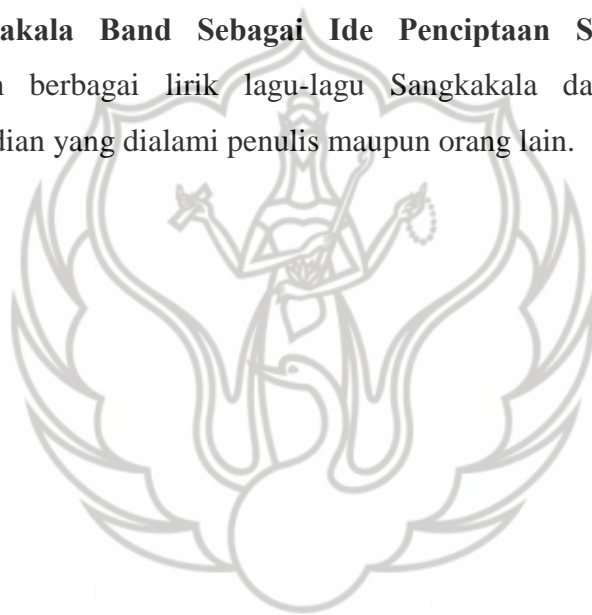 akala Band Sebagai Ide Penciptaan S
berbagai lirik lagu-lagu Sangkakala da
dian yang dialami penulis maupun orang lain.